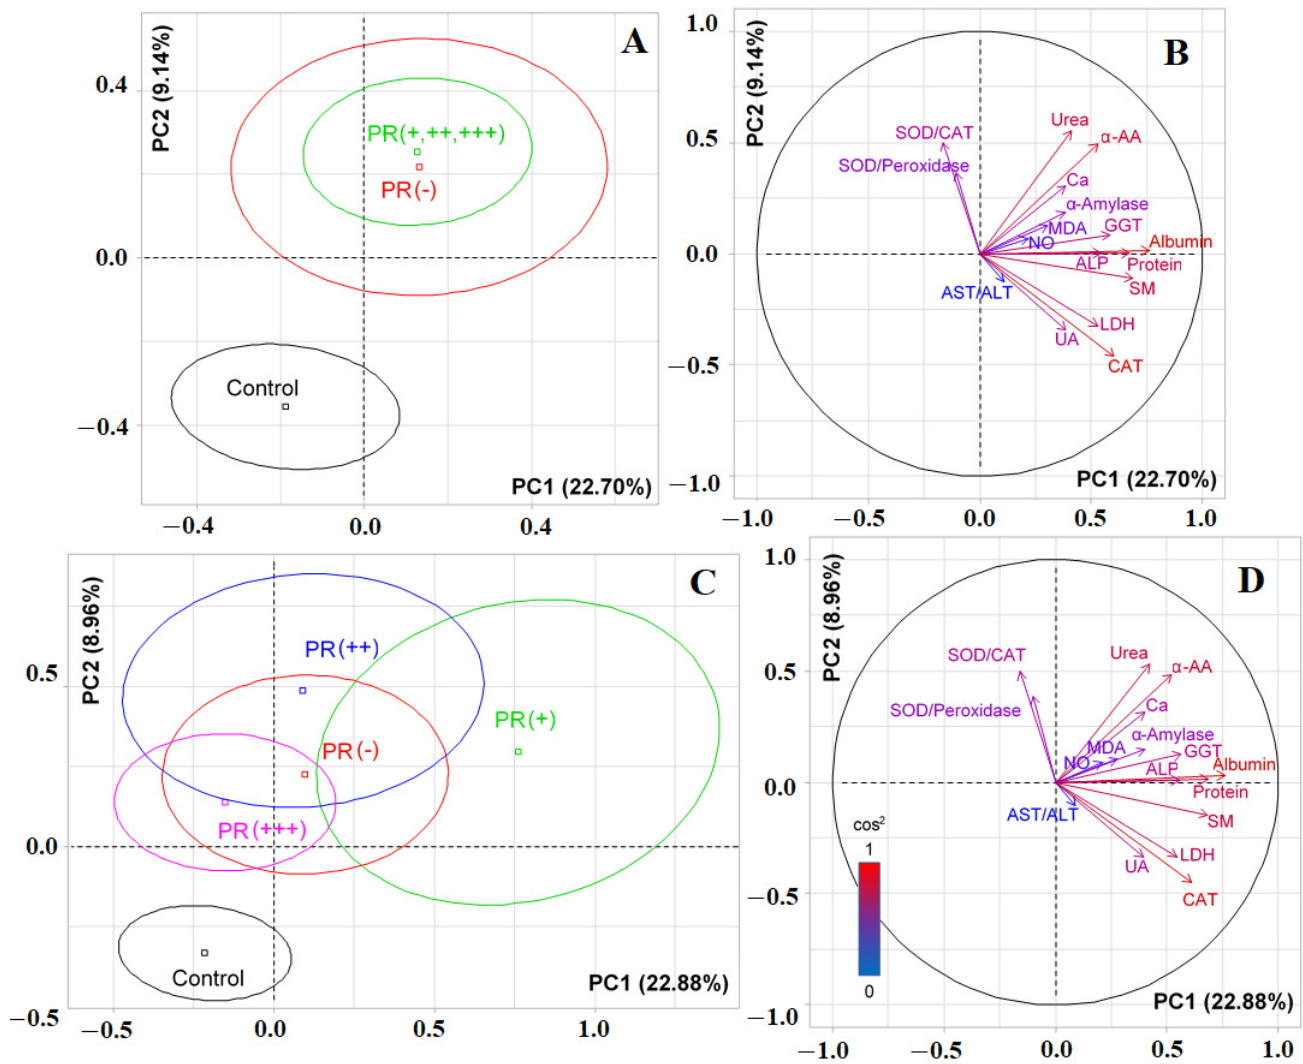 A
PC2 (9.14%)
0.4
0.0
−0.4
PR(+,++,+++)
PR(-)
Control
PC1 (22.70%)
−0.4
0.0
0.4
B
PC2 (9.14%)
1.0
0.5
0.0
−0.5
−1.0
Urea
α-AA
SOD/CAT
SOD/Peroxidase
Ca
α-Amylase
GGT
MDA
NO
Albumin
ALP
Protein
SM
AST/ALT
LDH
UA
CAT
PC1 (22.70%)
−1.0
−0.5
0.0
0.5
1.0
C
PC2 (8.96%)
0.5
0.0
−0.5
PR(++)
PR(+)
PR(-)
PR(+++)
Control
PC1 (22.88%)
−0.5
0.0
0.5
1.0
D
PC2 (8.96%)
1.0
0.5
0.0
−0.5
−1.0
Urea
SOD/CAT
α-AA
SOD/Peroxidase
Ca
α-Amylase
MDA
GGT
NO
ALP
Albumin
Protein
AST/ALT
SM
LDH
UA
CAT
cos²
1
0
PC1 (22.88%)
−1.0
−0.5
0.0
0.5
1.0